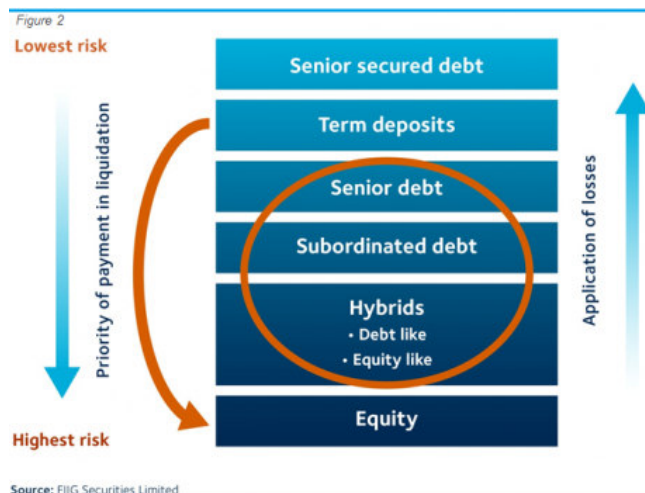 Figure 2
Lowest risk
Senior secured debt
Term deposits
Senior debt
Subordinated debt
Hybrids
• Debt like
• Equity like
Equity
Priority of payment in liquidation
Application of losses
Highest risk
Source: FIIG Securities Limited